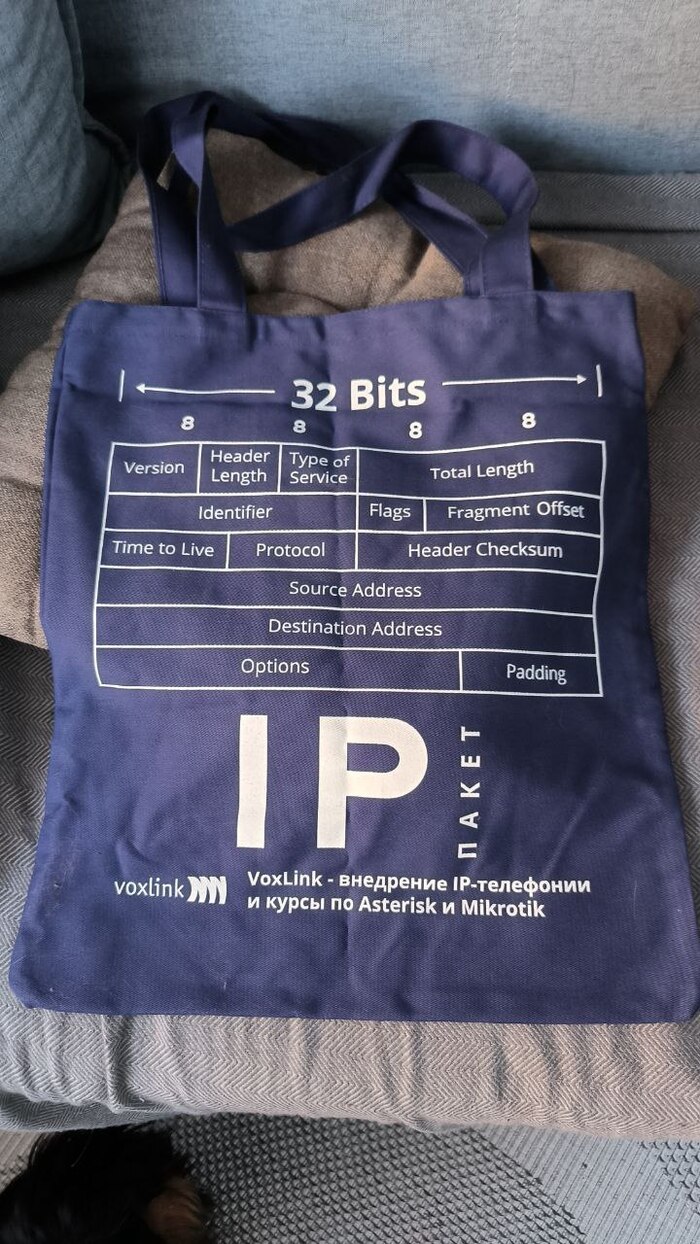 32 Bits
8 8 8 8
Version Header Length Type of Service Total Length
Identifier Flags Fragment Offset
Time to Live Protocol Header Checksum
Source Address
Destination Address
Options Padding
IP ПАКЕТ
voxlink VoxLink - внедрение IP-телефонии
и курсы по Asterisk и Mikrotik